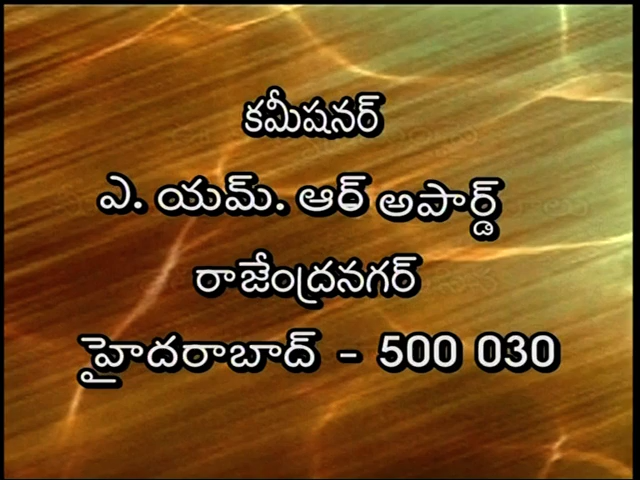 కమీషనర్
ఎ. యమ్. ఆర్ అపార్డ్
రాజేంద్రనగర్
హైదరాబాద్ - 500 030